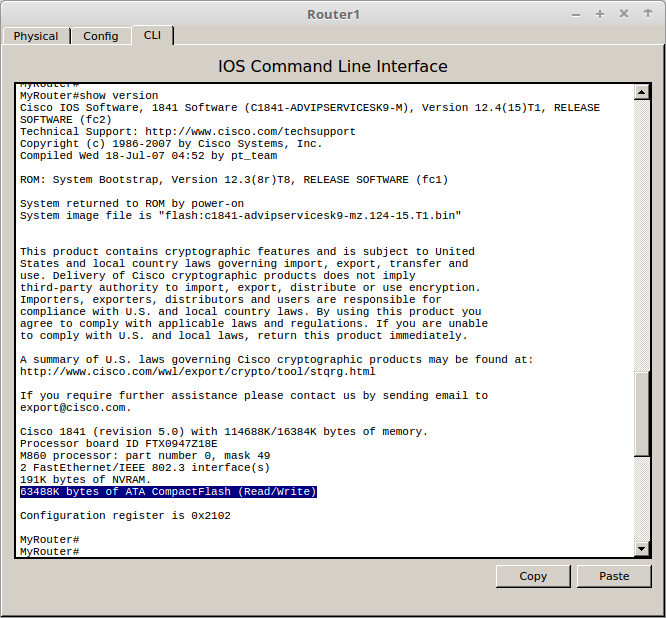 Router1
Physical
Config
CLI
IOS Command Line Interface
MyRouter#
MyRouter#show version
Cisco IOS Software, 1841 Software (C1841-ADVIPSERVICESK9-M), Version 12.4(15)T1, RELEASE
SOFTWARE (fc2)
Technical Support: http://www.cisco.com/techsupport
Copyright (c) 1986-2007 by Cisco Systems, Inc.
Compiled Wed 18-Jul-07 04:52 by pt_team
ROM: System Bootstrap, Version 12.3(8r)T8, RELEASE SOFTWARE (fc1)
System returned to ROM by power-on
System image file is "flash:c1841-advipservicesk9-mz.124-15.T1.bin"
This product contains cryptographic features and is subject to United
States and local country laws governing import, export, transfer and
use. Delivery of Cisco cryptographic products does not imply
third-party authority to import, export, distribute or use encryption.
Importers, exporters, distributors and users are responsible for
compliance with U.S. and local country laws. By using this product you
agree to comply with applicable laws and regulations. If you are unable
to comply with U.S. and local laws, return this product immediately.
A summary of U.S. laws governing Cisco cryptographic products may be found at:
http://www.cisco.com/wwl/export/crypto/tool/stqrg.html
If you require further assistance please contact us by sending email to
export@cisco.com.
Cisco 1841 (revision 5.0) with 114688K/16384K bytes of memory.
Processor board ID FTX0947Z18E
M860 processor: part number 0, mask 49
2 FastEthernet/IEEE 802.3 interface(s)
191K bytes of NVRAM.
63488K bytes of ATA CompactFlash (Read/Write)
Configuration register is 0x2102
MyRouter#
MyRouter#
Copy
Paste